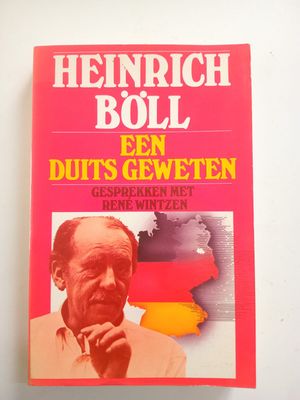 HEINRICH
BÖLL
EEN
DUITS GEWETEN
GESPREKKEN MET
RENÉ WINTZEN